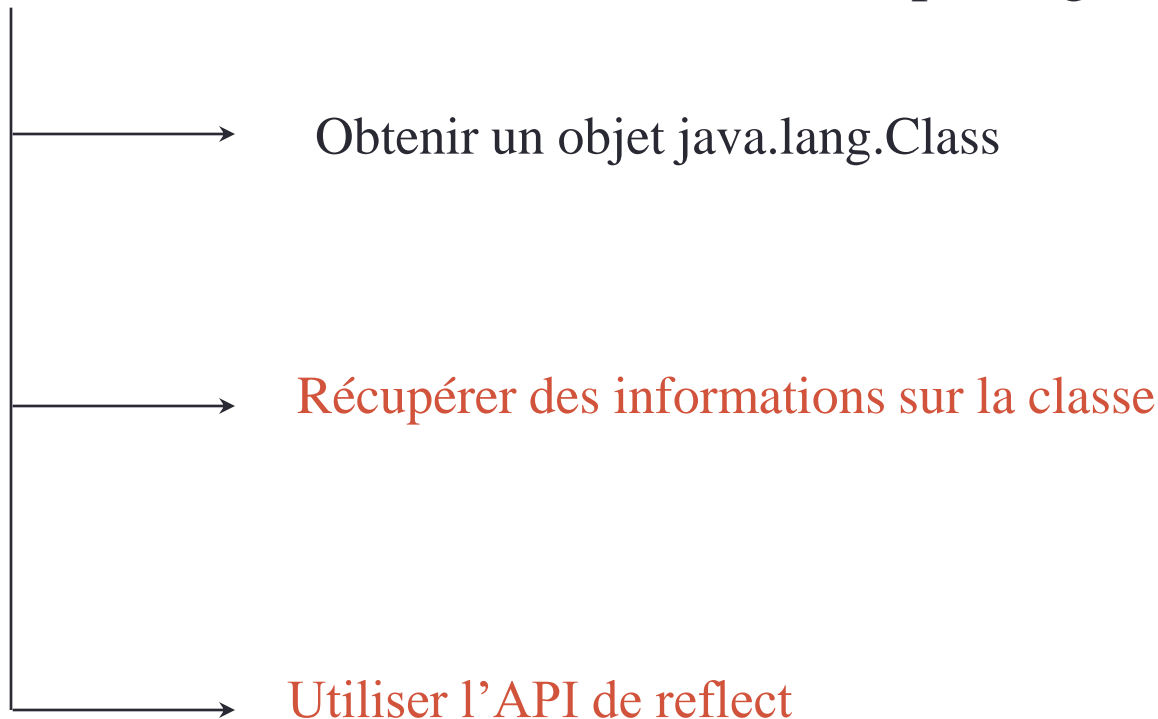 Obtenir un objet java.lang.Class
Récupérer des informations sur la classe
Utiliser l’API de reflect